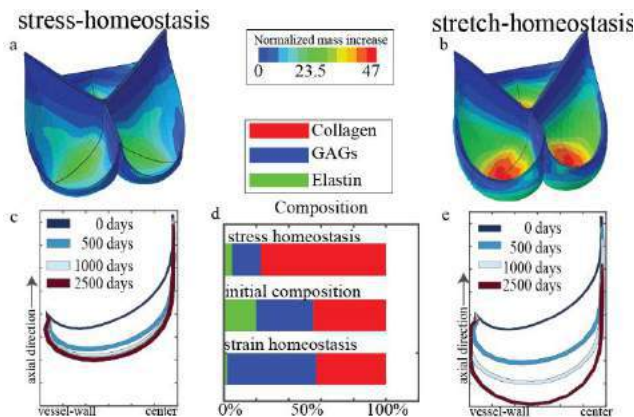 stress-homeostasis
stretch-homeostasis
a
Normalized mass increase
0 23.5 47
b
Collagen
GAGs
Elastin
c
0 days
500 days
1000 days
2500 days
axial direction
vessel-wall center
d
Composition
stress homeostasis
initial composition
strain homeostasis
0% 50% 100%
e
0 days
500 days
1000 days
2500 days
axial direction
vessel-wall center